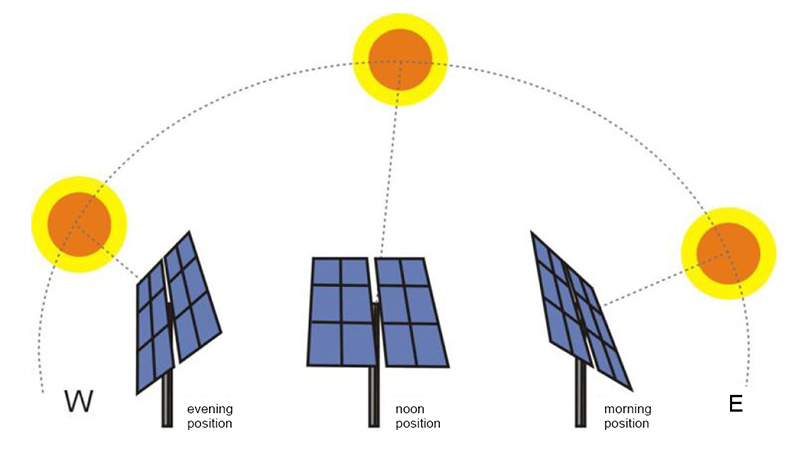 W
evening
position
noon
position
morning
position
E